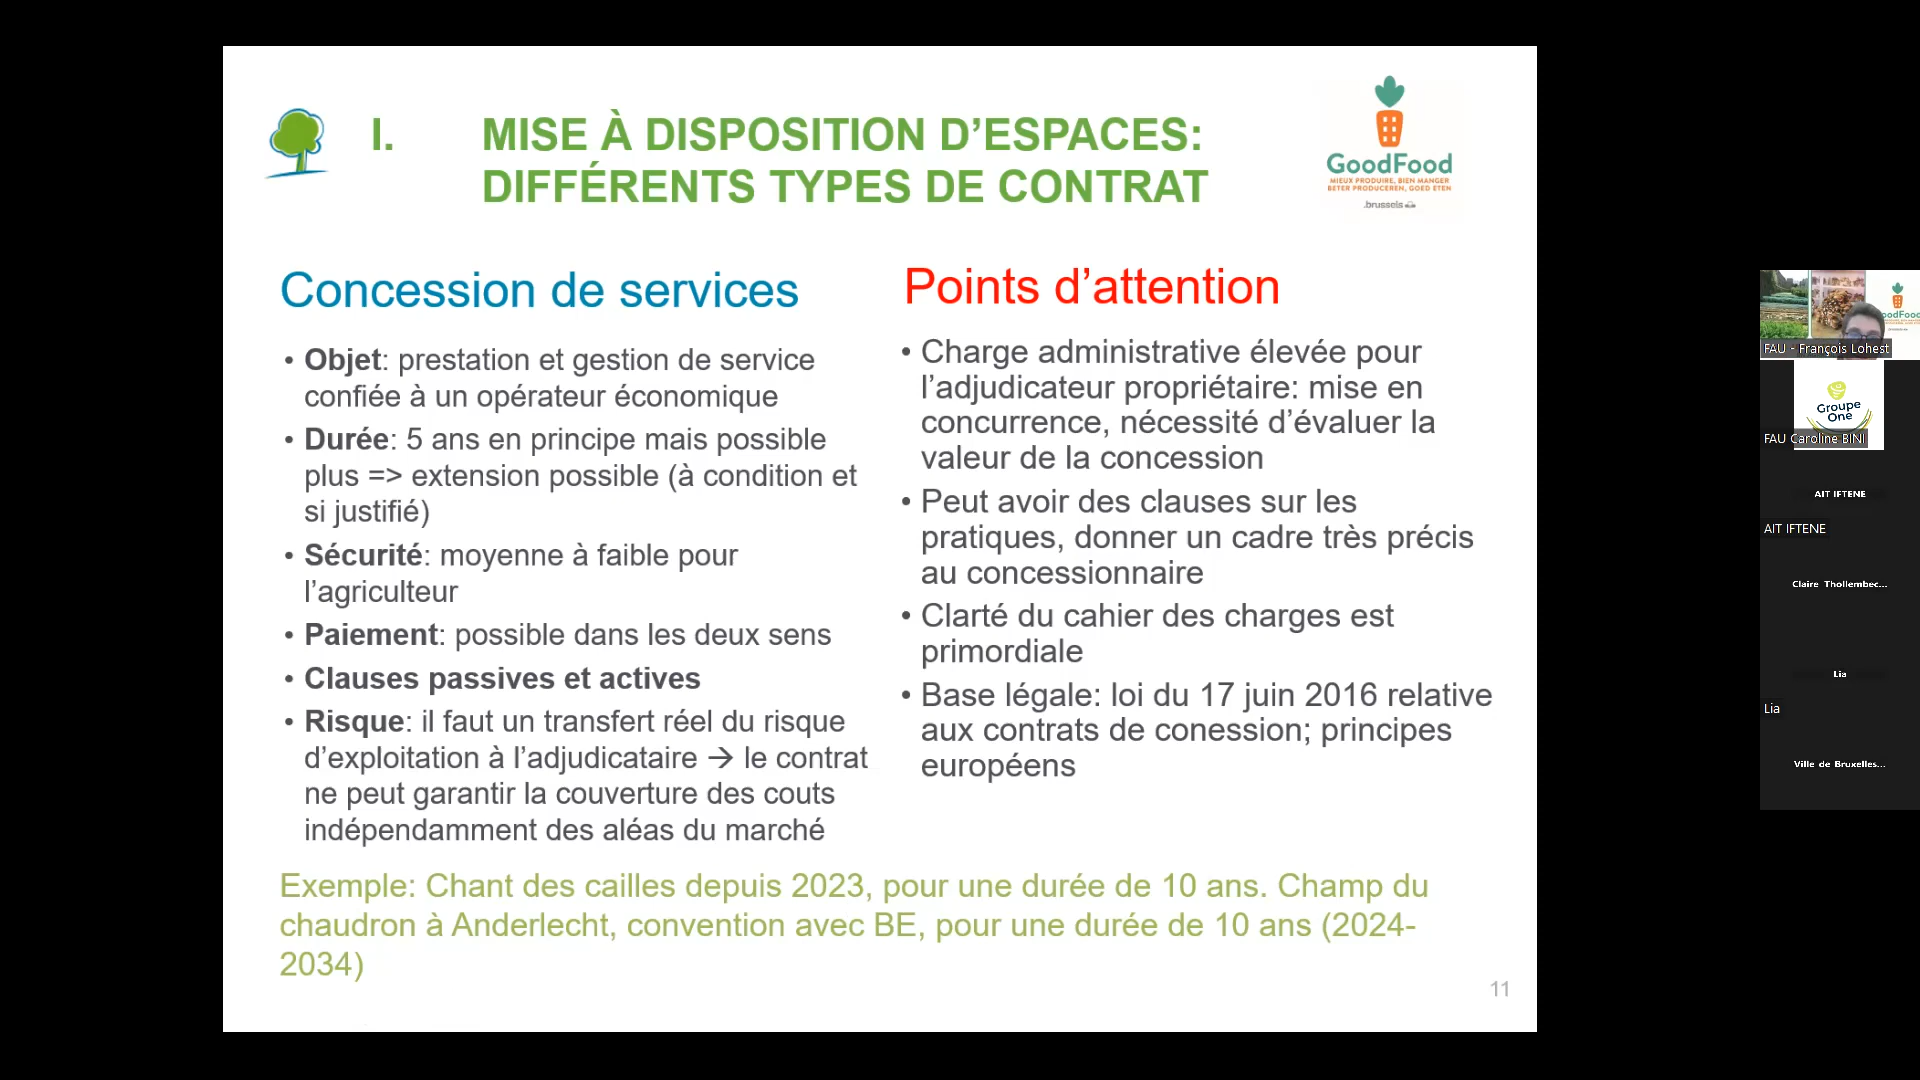 I. MISE À DISPOSITION D’ESPACES:
DIFFÉRENTS TYPES DE CONTRAT
GoodFood
MIEUX PRODUIRE, BIEN MANGER
BETER PRODUCEREN, GOED ETEN
.brussels
Concession de services
• Objet: prestation et gestion de service
confiée à un opérateur économique
• Durée: 5 ans en principe mais possible
plus => extension possible (à condition et
si justifié)
• Sécurité: moyenne à faible pour
l’agriculteur
• Paiement: possible dans les deux sens
• Clauses passives et actives
• Risque: il faut un transfert réel du risque
d’exploitation à l’adjudicataire → le contrat
ne peut garantir la couverture des couts
indépendamment des aléas du marché
Points d’attention
• Charge administrative élevée pour
l’adjudicateur propriétaire: mise en
concurrence, nécessité d’évaluer la
valeur de la concession
• Peut avoir des clauses sur les
pratiques, donner un cadre très précis
au concessionnaire
• Clarté du cahier des charges est
primordiale
• Base légale: loi du 17 juin 2016 relative
aux contrats de conession; principes
européens
Exemple: Chant des cailles depuis 2023, pour une durée de 10 ans. Champ du
chaudron à Anderlecht, convention avec BE, pour une durée de 10 ans (2024-
2034)
11
FAU - François Lohest
Groupe
One
FAU Caroline BINI
AIT IFTENE
AIT IFTENE
Claire Thollembec...
Lia
Lia
Ville de Bruxelles...